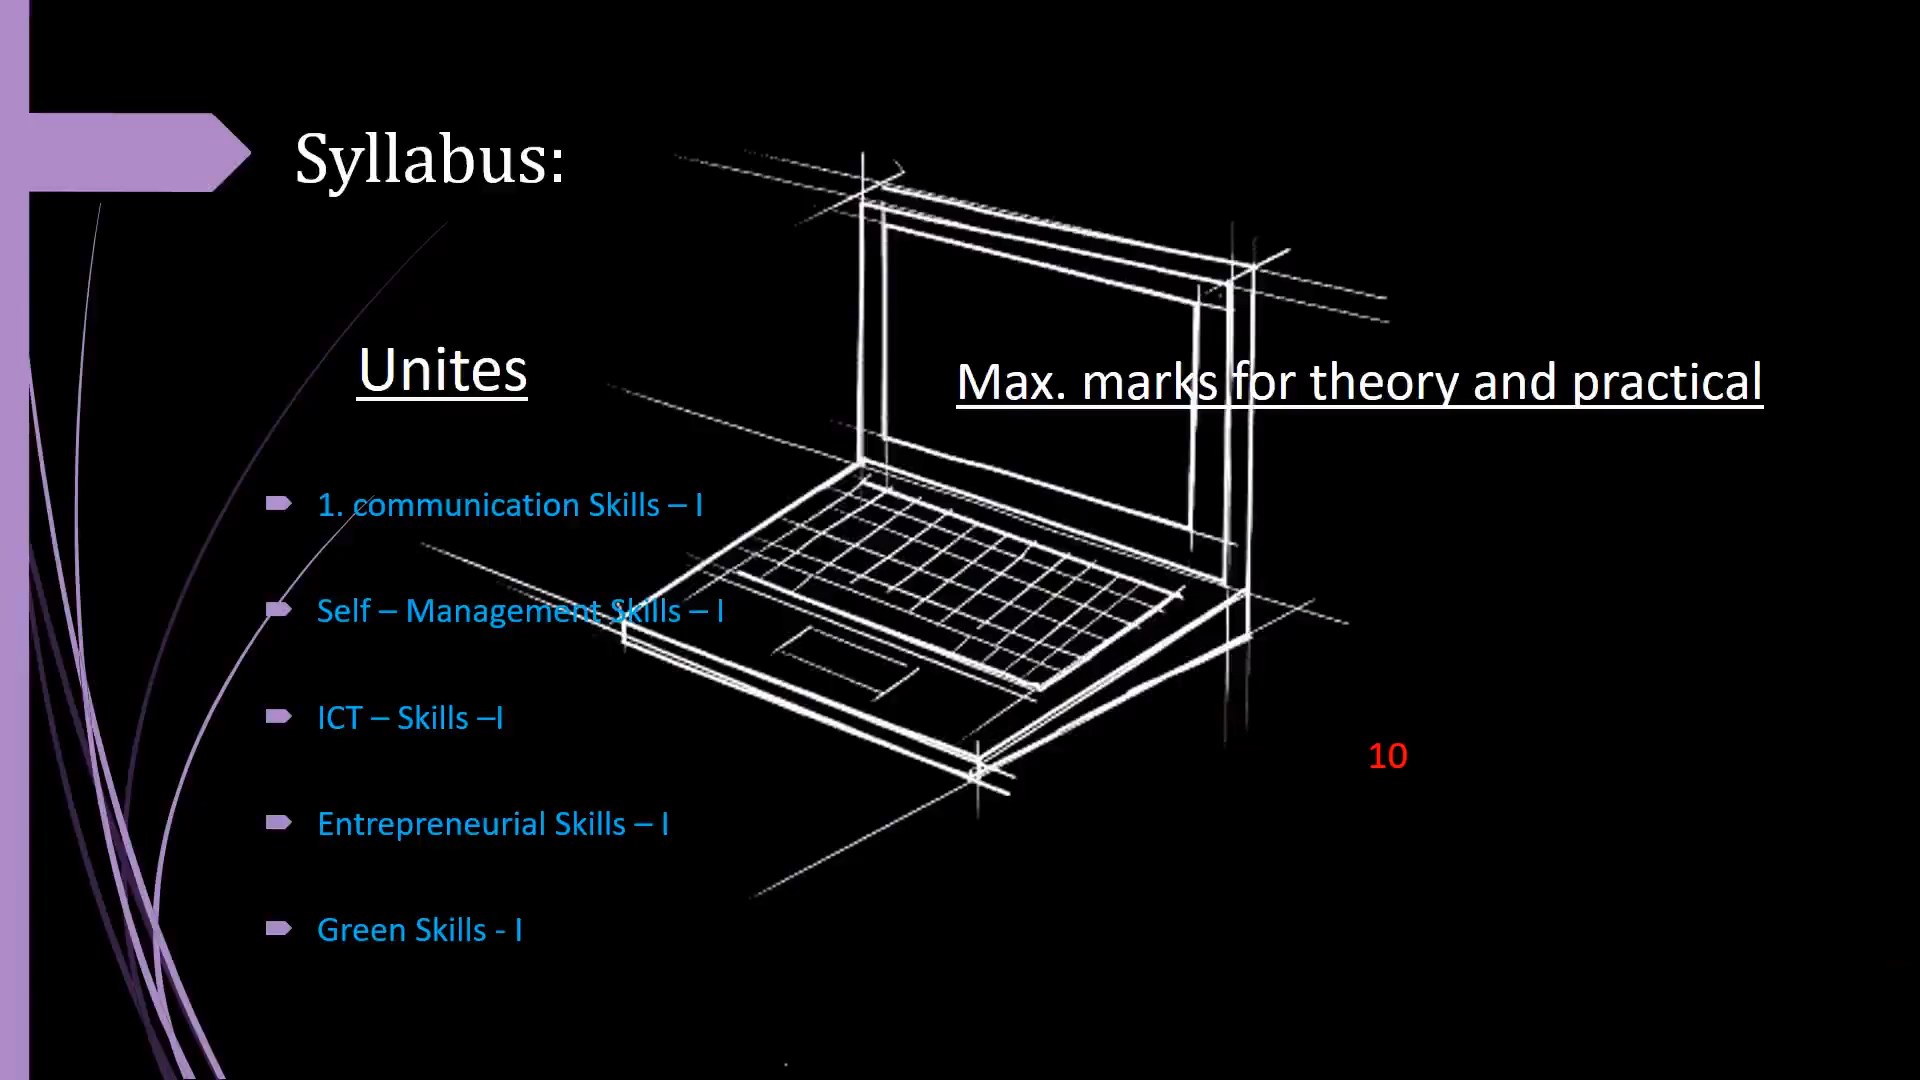 Syllabus:
Unites
Max. marks for theory and practical
1. communication Skills – I
Self – Management Skills – I
ICT – Skills –I
10
Entrepreneurial Skills – I
Green Skills - I